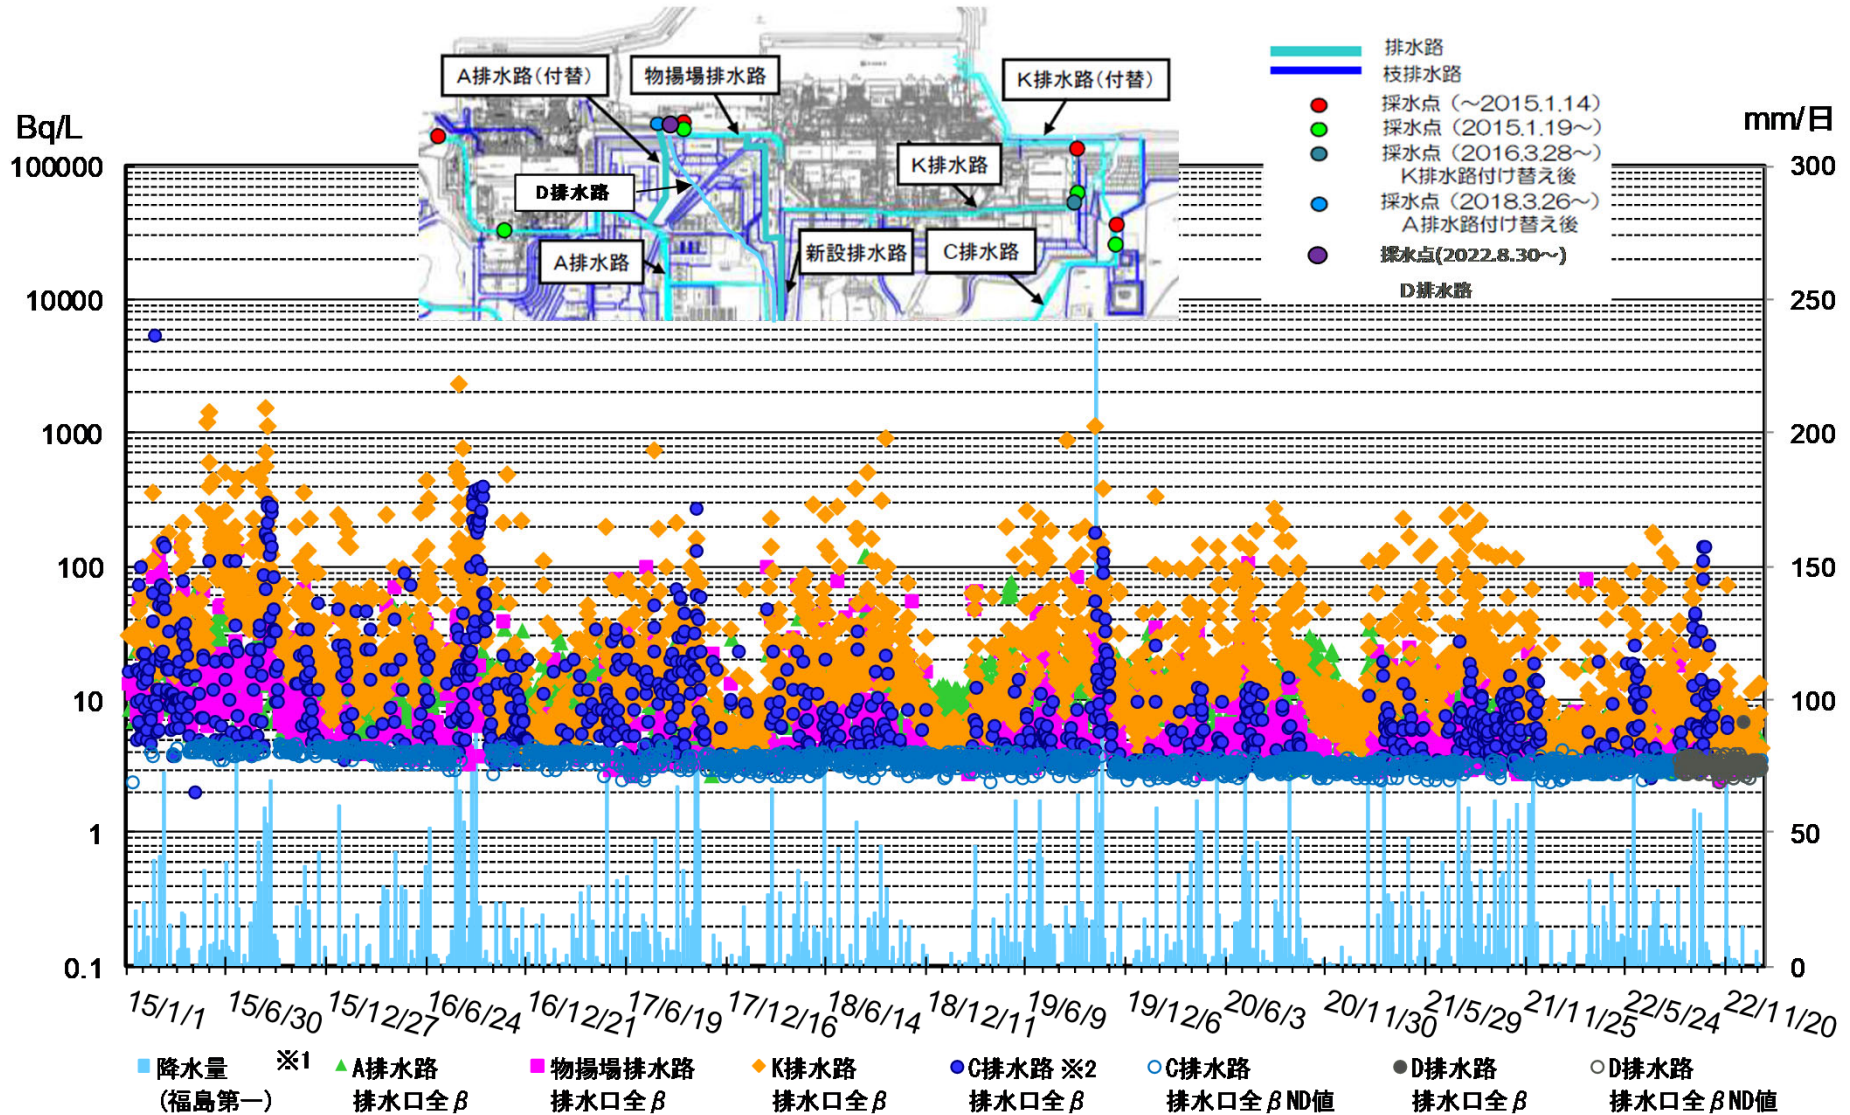 A排水路(付替)
物揚場排水路
K排水路(付替)
D排水路
K排水路
A排水路
新設排水路
C排水路
排水路
枝排水路
採水点（～2015.1.14）
採水点（2015.1.19～）
採水点（2016.3.28～）
K排水路付け替え後
採水点（2018.3.26～）
A排水路付け替え後
採水点(2022.8.30～)
D排水路
Bq/L
mm/日
100000
10000
1000
100
10
1
0.1
300
250
200
150
100
50
0
15/1/1
15/6/30
15/12/27
16/6/24
16/12/21
17/6/19
17/12/16
18/6/14
18/12/11
19/6/9
19/12/6
20/6/3
20/11/30
21/5/29
21/11/25
22/5/24
22/11/20
降水量 ※1
(福島第一)
A排水路
排水口全β
物揚場排水路
排水口全β
K排水路
排水口全β
C排水路 ※2
排水口全β
C排水路
排水口全βND値
D排水路
排水口全β
D排水路
排水口全βND値